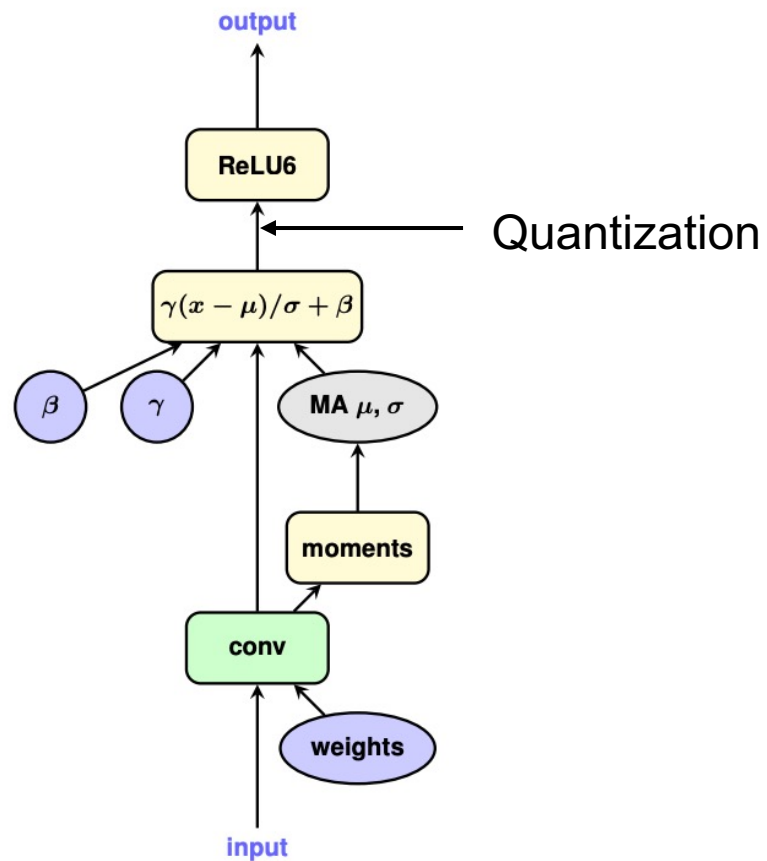 output
ReLU6
Quantization
γ(x − μ)/σ + β
β
γ
MA μ, σ
moments
conv
weights
input